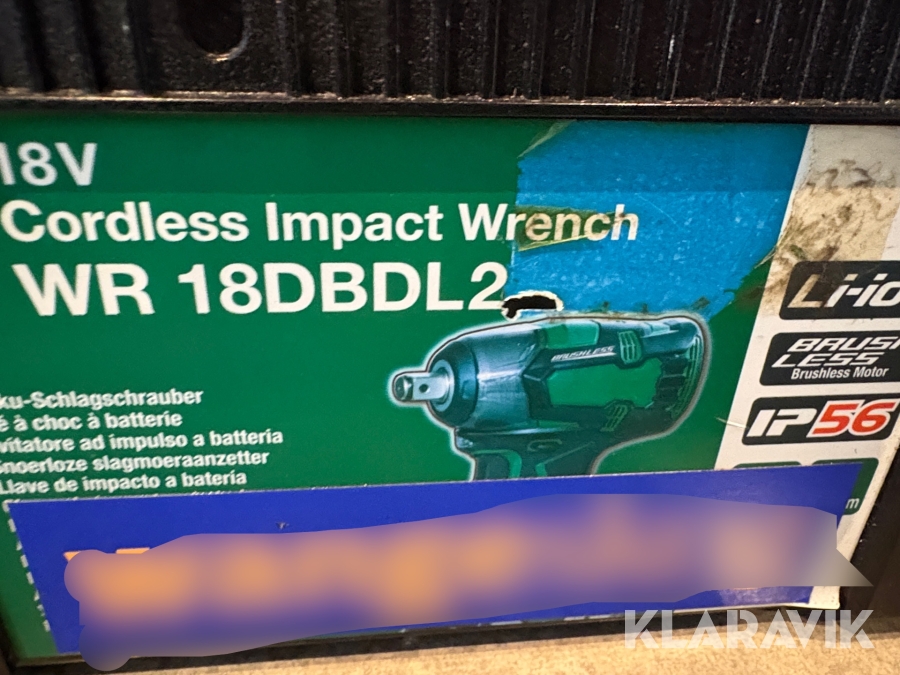 18V
Cordless Impact Wrench
WR 18DBDL2
BRUSHLESS
Li-io
BRUSH
LESS
Brushless Motor
IP56
ku-Schlagschrauber
é à choc à batterie
vitatore ad impulso a batteria
Snoerloze slagmoeraanzetter
Llave de impacto a batería
m
KLARAVIK